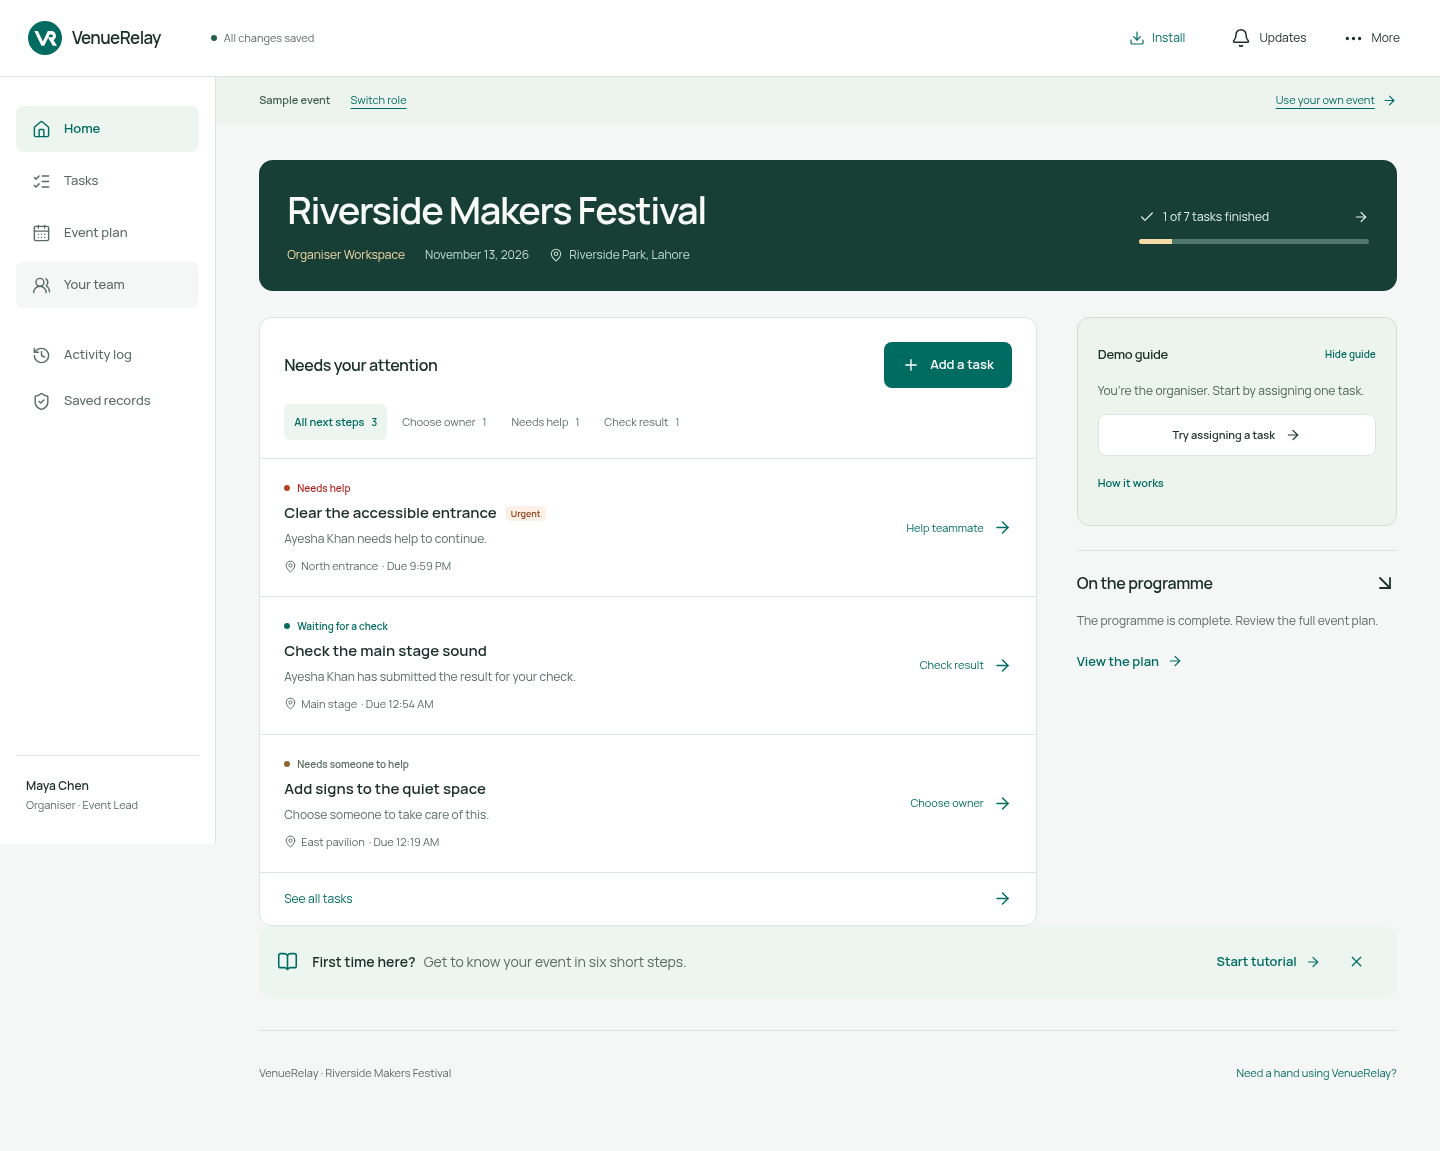 VR VenueRelay
All changes saved
Install
Updates
More
Home
Tasks
Event plan
Your team
Activity log
Saved records
Maya Chen
Organiser · Event Lead
Sample event
Switch role
Use your own event
Riverside Makers Festival
Organiser Workspace
November 13, 2026
Riverside Park, Lahore
1 of 7 tasks finished
Needs your attention
Add a task
All next steps 3
Choose owner 1
Needs help 1
Check result 1
Needs help
Clear the accessible entrance Urgent
Ayesha Khan needs help to continue.
North entrance · Due 9:59 PM
Help teammate
Waiting for a check
Check the main stage sound
Ayesha Khan has submitted the result for your check.
Main stage · Due 12:54 AM
Check result
Needs someone to help
Add signs to the quiet space
Choose someone to take care of this.
East pavilion · Due 12:19 AM
Choose owner
See all tasks
Demo guide
Hide guide
You're the organiser. Start by assigning one task.
Try assigning a task
How it works
On the programme
The programme is complete. Review the full event plan.
View the plan
First time here? Get to know your event in six short steps.
Start tutorial
VenueRelay · Riverside Makers Festival
Need a hand using VenueRelay?